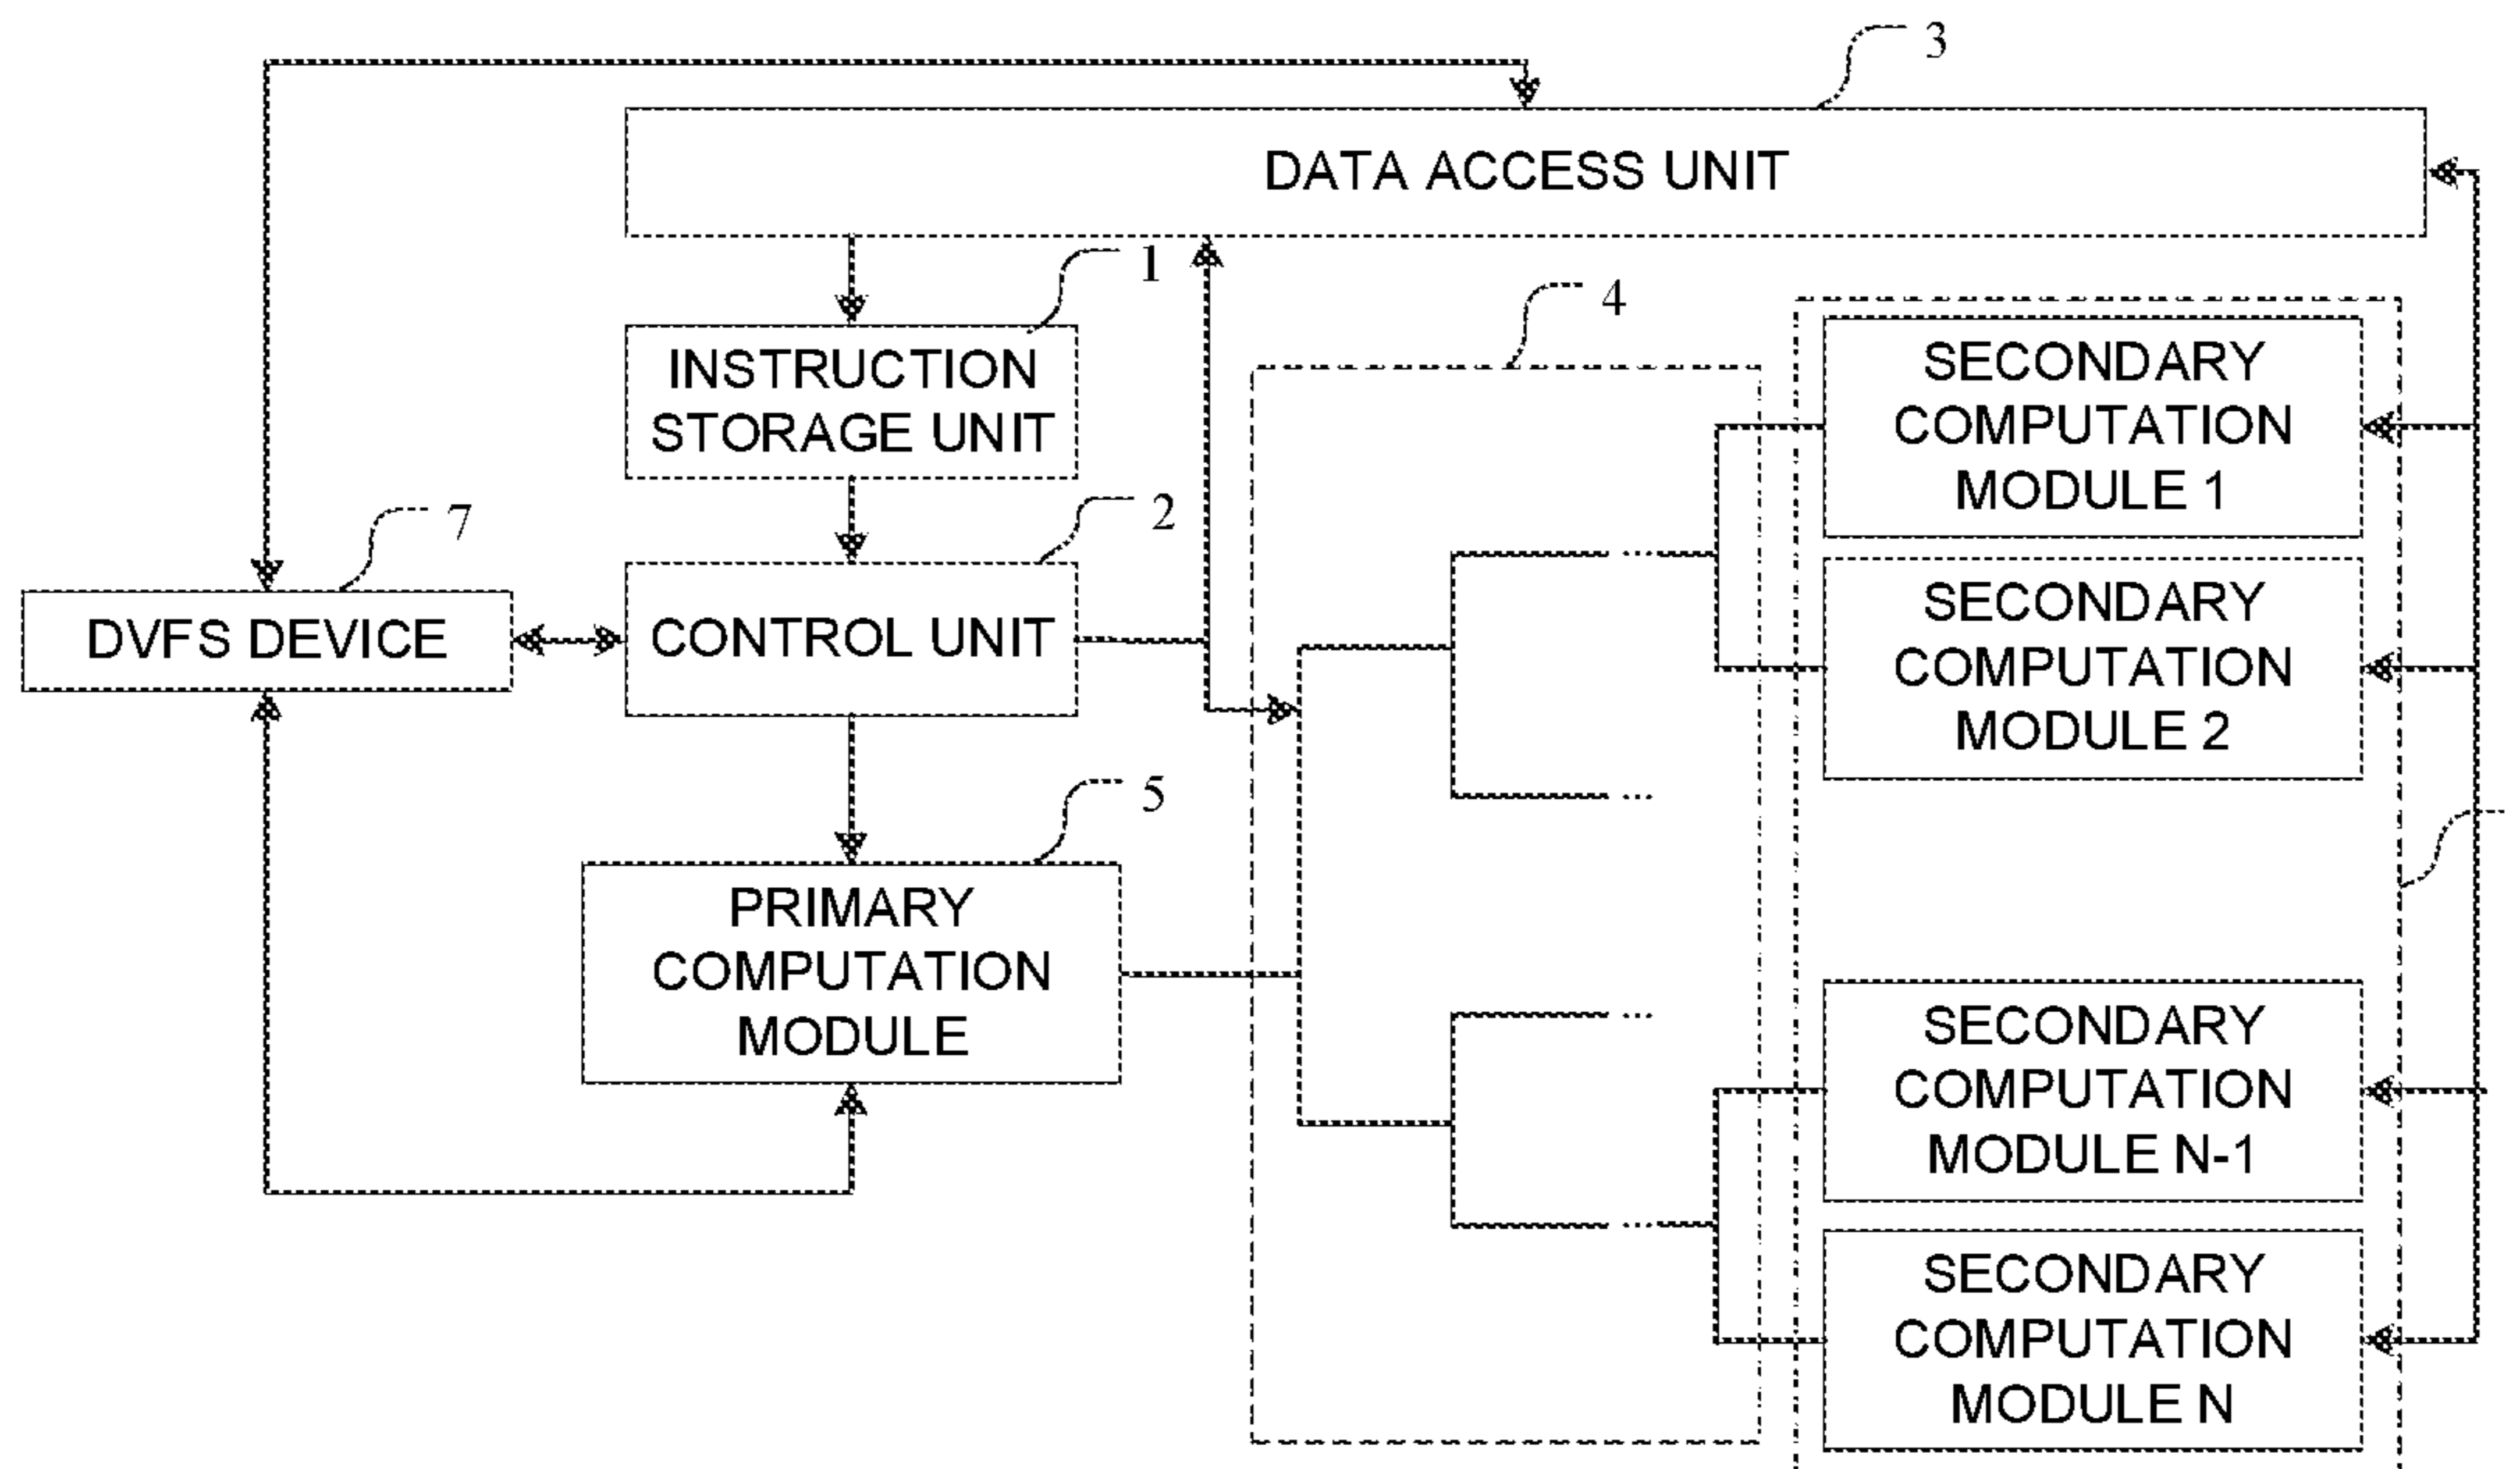 3
DATA ACCESS UNIT
1
4
INSTRUCTION
STORAGE UNIT
SECONDARY
COMPUTATION
MODULE 1
7
2
DVFS DEVICE
CONTROL UNIT
SECONDARY
COMPUTATION
MODULE 2
5
PRIMARY
COMPUTATION
MODULE
...
...
...
...
SECONDARY
COMPUTATION
MODULE N-1
SECONDARY
COMPUTATION
MODULE N